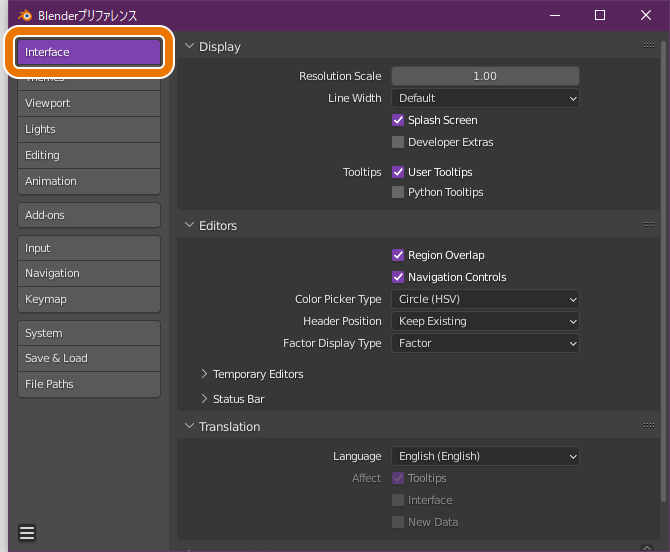 Blenderプリファレンス
Interface
Themes
Viewport
Lights
Editing
Animation
Add-ons
Input
Navigation
Keymap
System
Save & Load
File Paths
Display
Resolution Scale 1.00
Line Width Default
Splash Screen
Developer Extras
Tooltips User Tooltips
Python Tooltips
Editors
Region Overlap
Navigation Controls
Color Picker Type Circle (HSV)
Header Position Keep Existing
Factor Display Type Factor
Temporary Editors
Status Bar
Translation
Language English (English)
Affect Tooltips
Interface
New Data